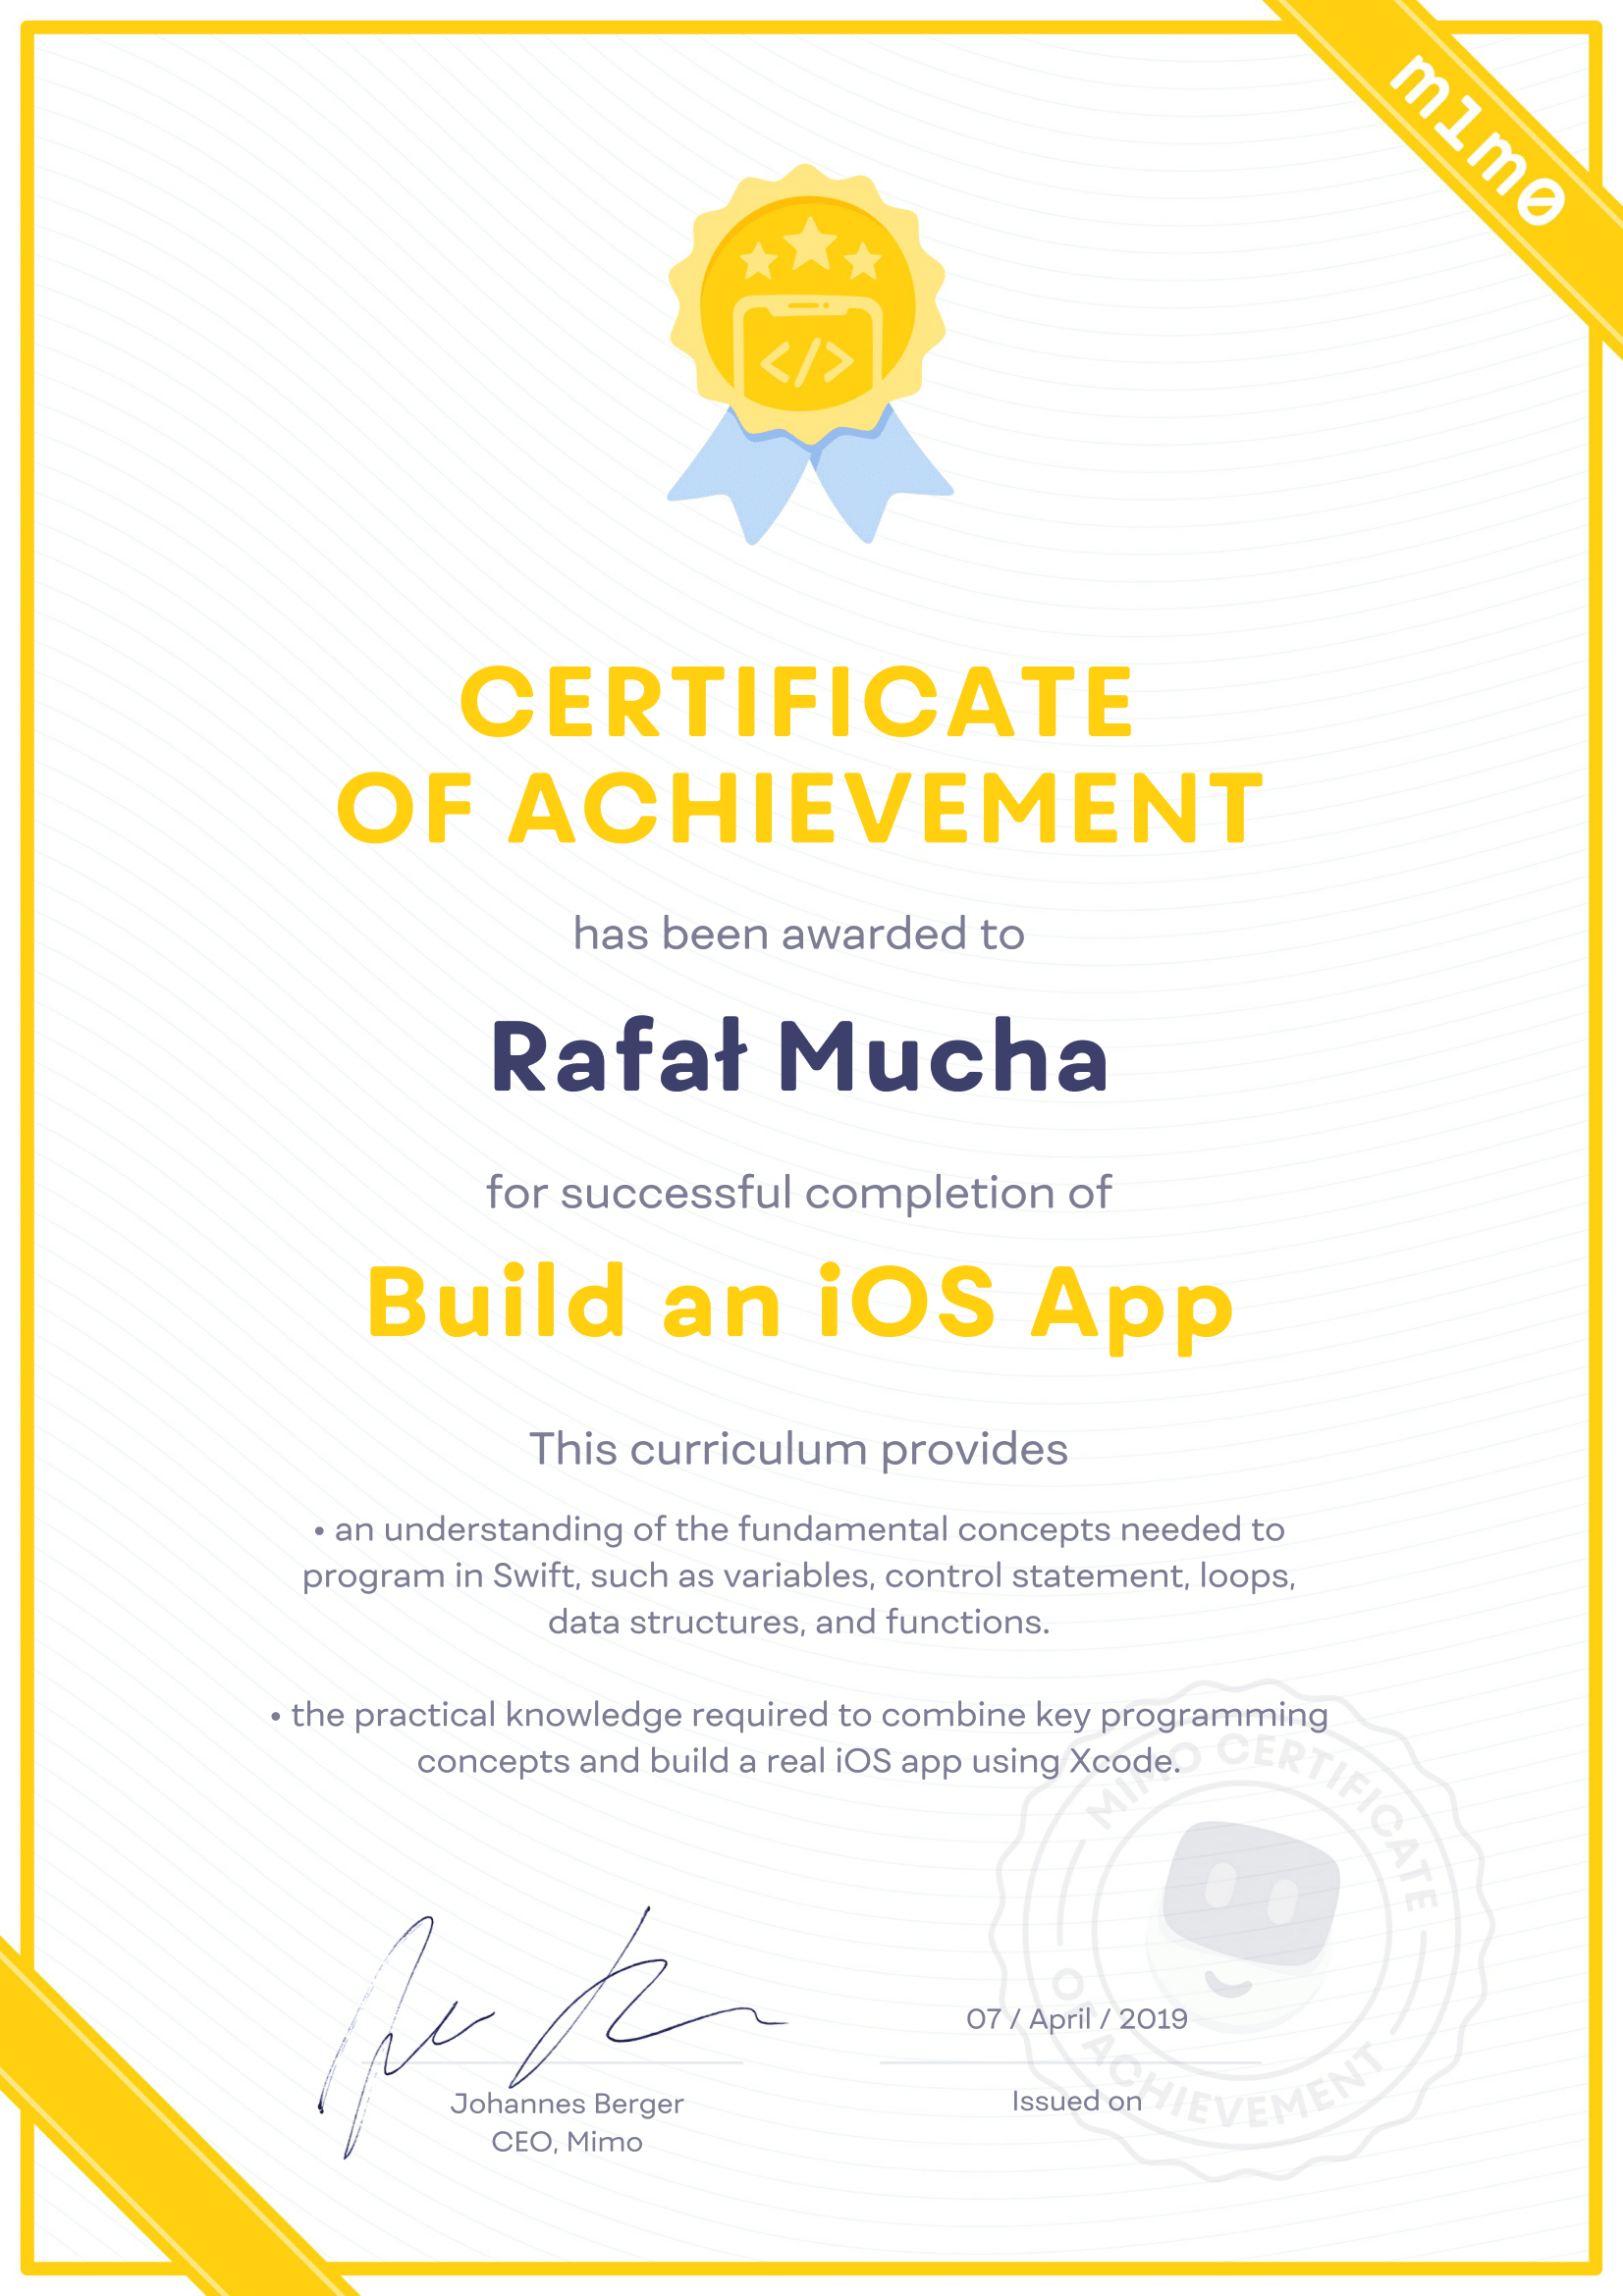 m1m0
</>
CERTIFICATE
OF ACHIEVEMENT
has been awarded to
Rafał Mucha
for successful completion of
Build an iOS App
This curriculum provides
• an understanding of the fundamental concepts needed to
program in Swift, such as variables, control statement, loops,
data structures, and functions.
• the practical knowledge required to combine key programming
concepts and build a real iOS app using Xcode.
MIMO CERTIFICATE
OF ACHIEVEMENT
07 / April / 2019
Johannes Berger
CEO, Mimo
Issued on